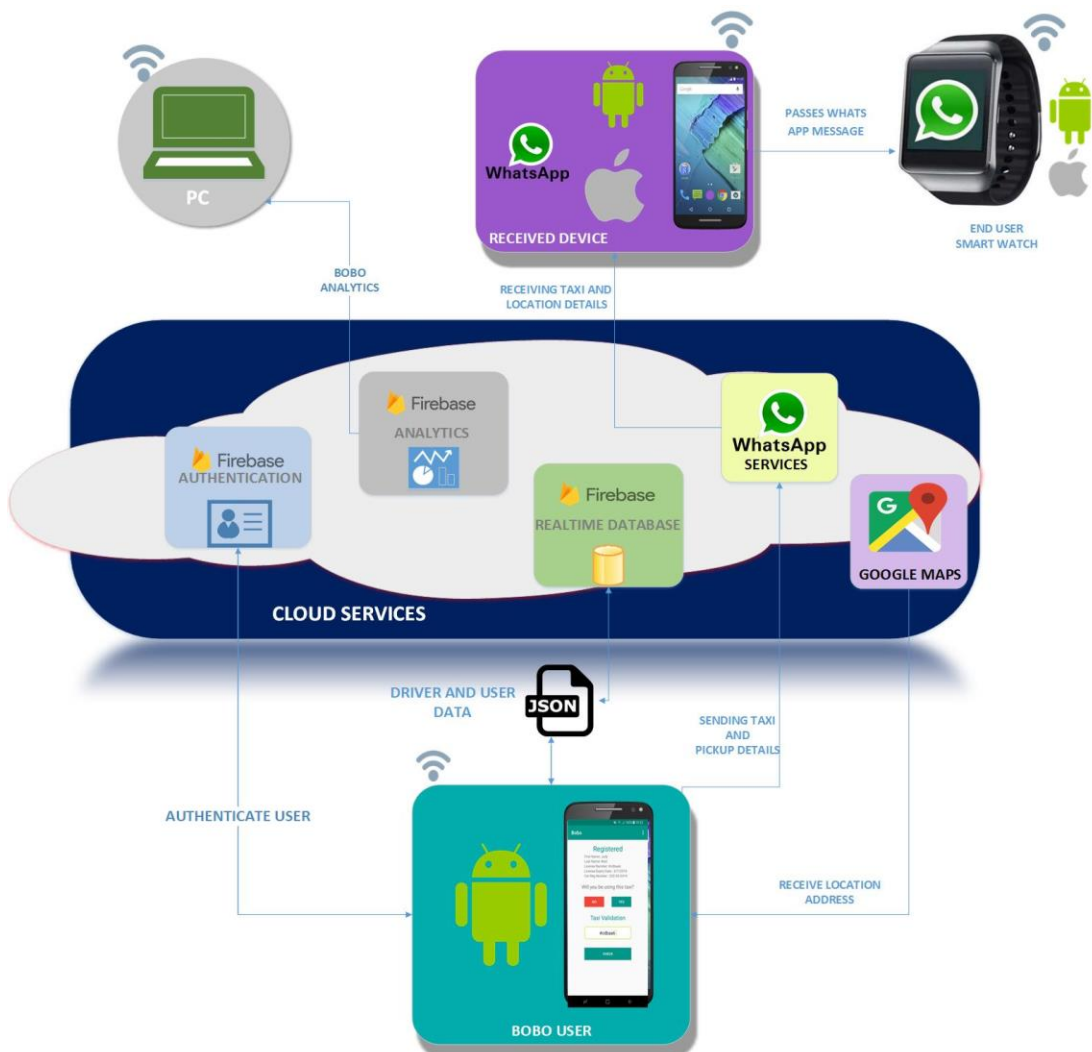 PC
WhatsApp
RECEIVED DEVICE
Google
PASSES WHATS
APP MESSAGE
END USER
SMART WATCH
BOBO
ANALYTICS
RECEIVING TAXI AND
LOCATION DETAILS
Firebase
AUTHENTICATION
Firebase
ANALYTICS
Firebase
REALTIME DATABASE
WhatsApp
SERVICES
G
GOOGLE MAPS
CLOUD SERVICES
DRIVER AND USER
DATA
JSON
SENDING TAXI
AND
PICKUP DETAILS
AUTHENTICATE USER
RECEIVE LOCATION
ADDRESS
Bobo
Registered
Will you be using this taxi?
Taxi Validation
BOBO USER